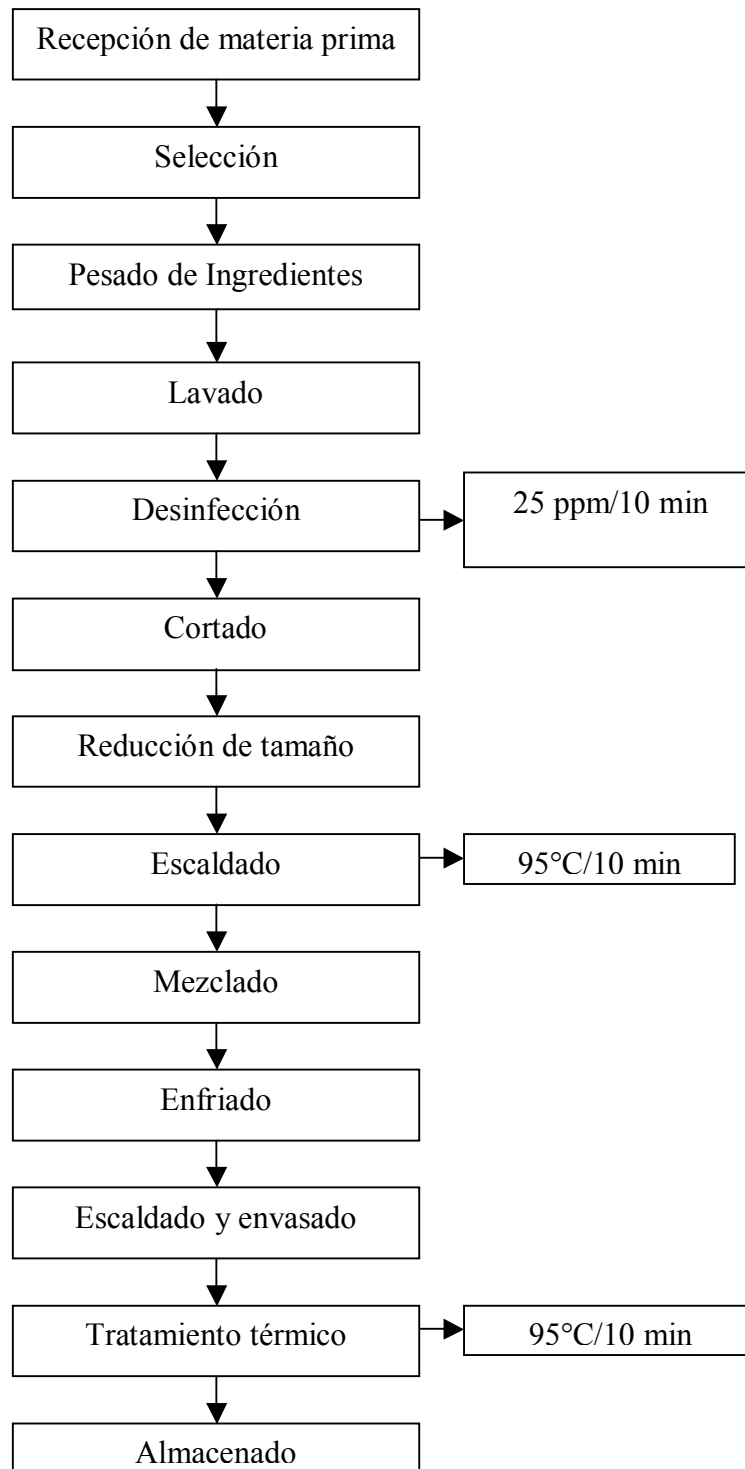 Recepción de materia prima
Selección
Pesado de Ingredientes
Lavado
Desinfección
25 ppm/10 min
Cortado
Reducción de tamaño
Escaldado
95°C/10 min
Mezclado
Enfriado
Escaldado y envasado
Tratamiento térmico
95°C/10 min
Almacenado